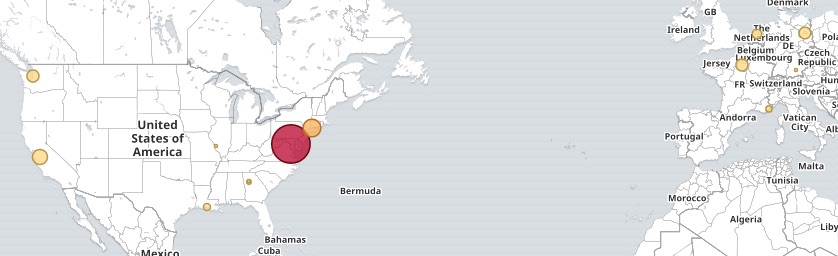 Denmark
GB
Ireland
The
Netherlands
DE
Pola
Belgium
Luxembourg
Czech
Republic
Jersey
FR
Switzerland
Hun
Slovenia
Andorra
Vatican
City
Alb
Portugal
Malta
Tunisia
Morocco
Algeria
Liby
United
States of
America
Bermuda
Bahamas
Cuba
Mexico